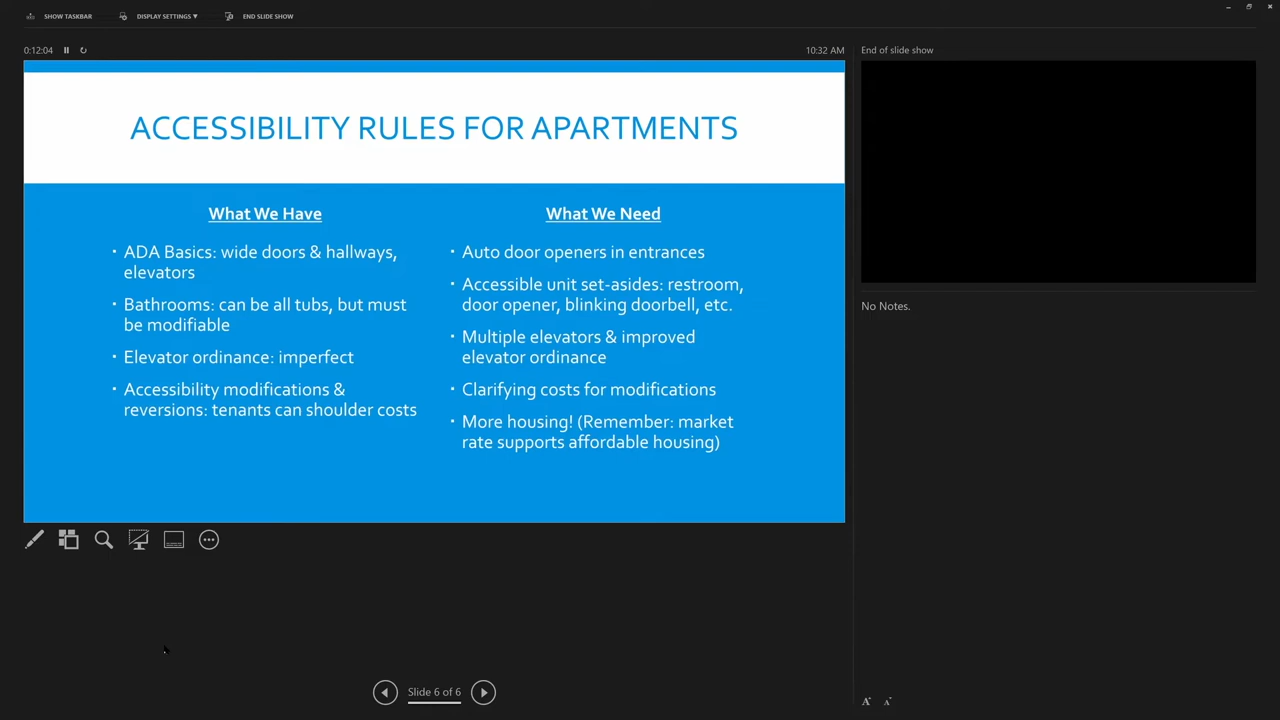 SHOW TASKBAR
DISPLAY SETTINGS ▾
END SLIDE SHOW
0:12:04
10:32 AM
End of slide show
ACCESSIBILITY RULES FOR APARTMENTS
What We Have
· ADA Basics: wide doors & hallways,
elevators
· Bathrooms: can be all tubs, but must
be modifiable
· Elevator ordinance: imperfect
· Accessibility modifications &
reversions: tenants can shoulder costs
What We Need
· Auto door openers in entrances
· Accessible unit set-asides: restroom,
door opener, blinking doorbell, etc.
· Multiple elevators & improved
elevator ordinance
· Clarifying costs for modifications
· More housing! (Remember: market
rate supports affordable housing)
No Notes.
Slide 6 of 6
A A